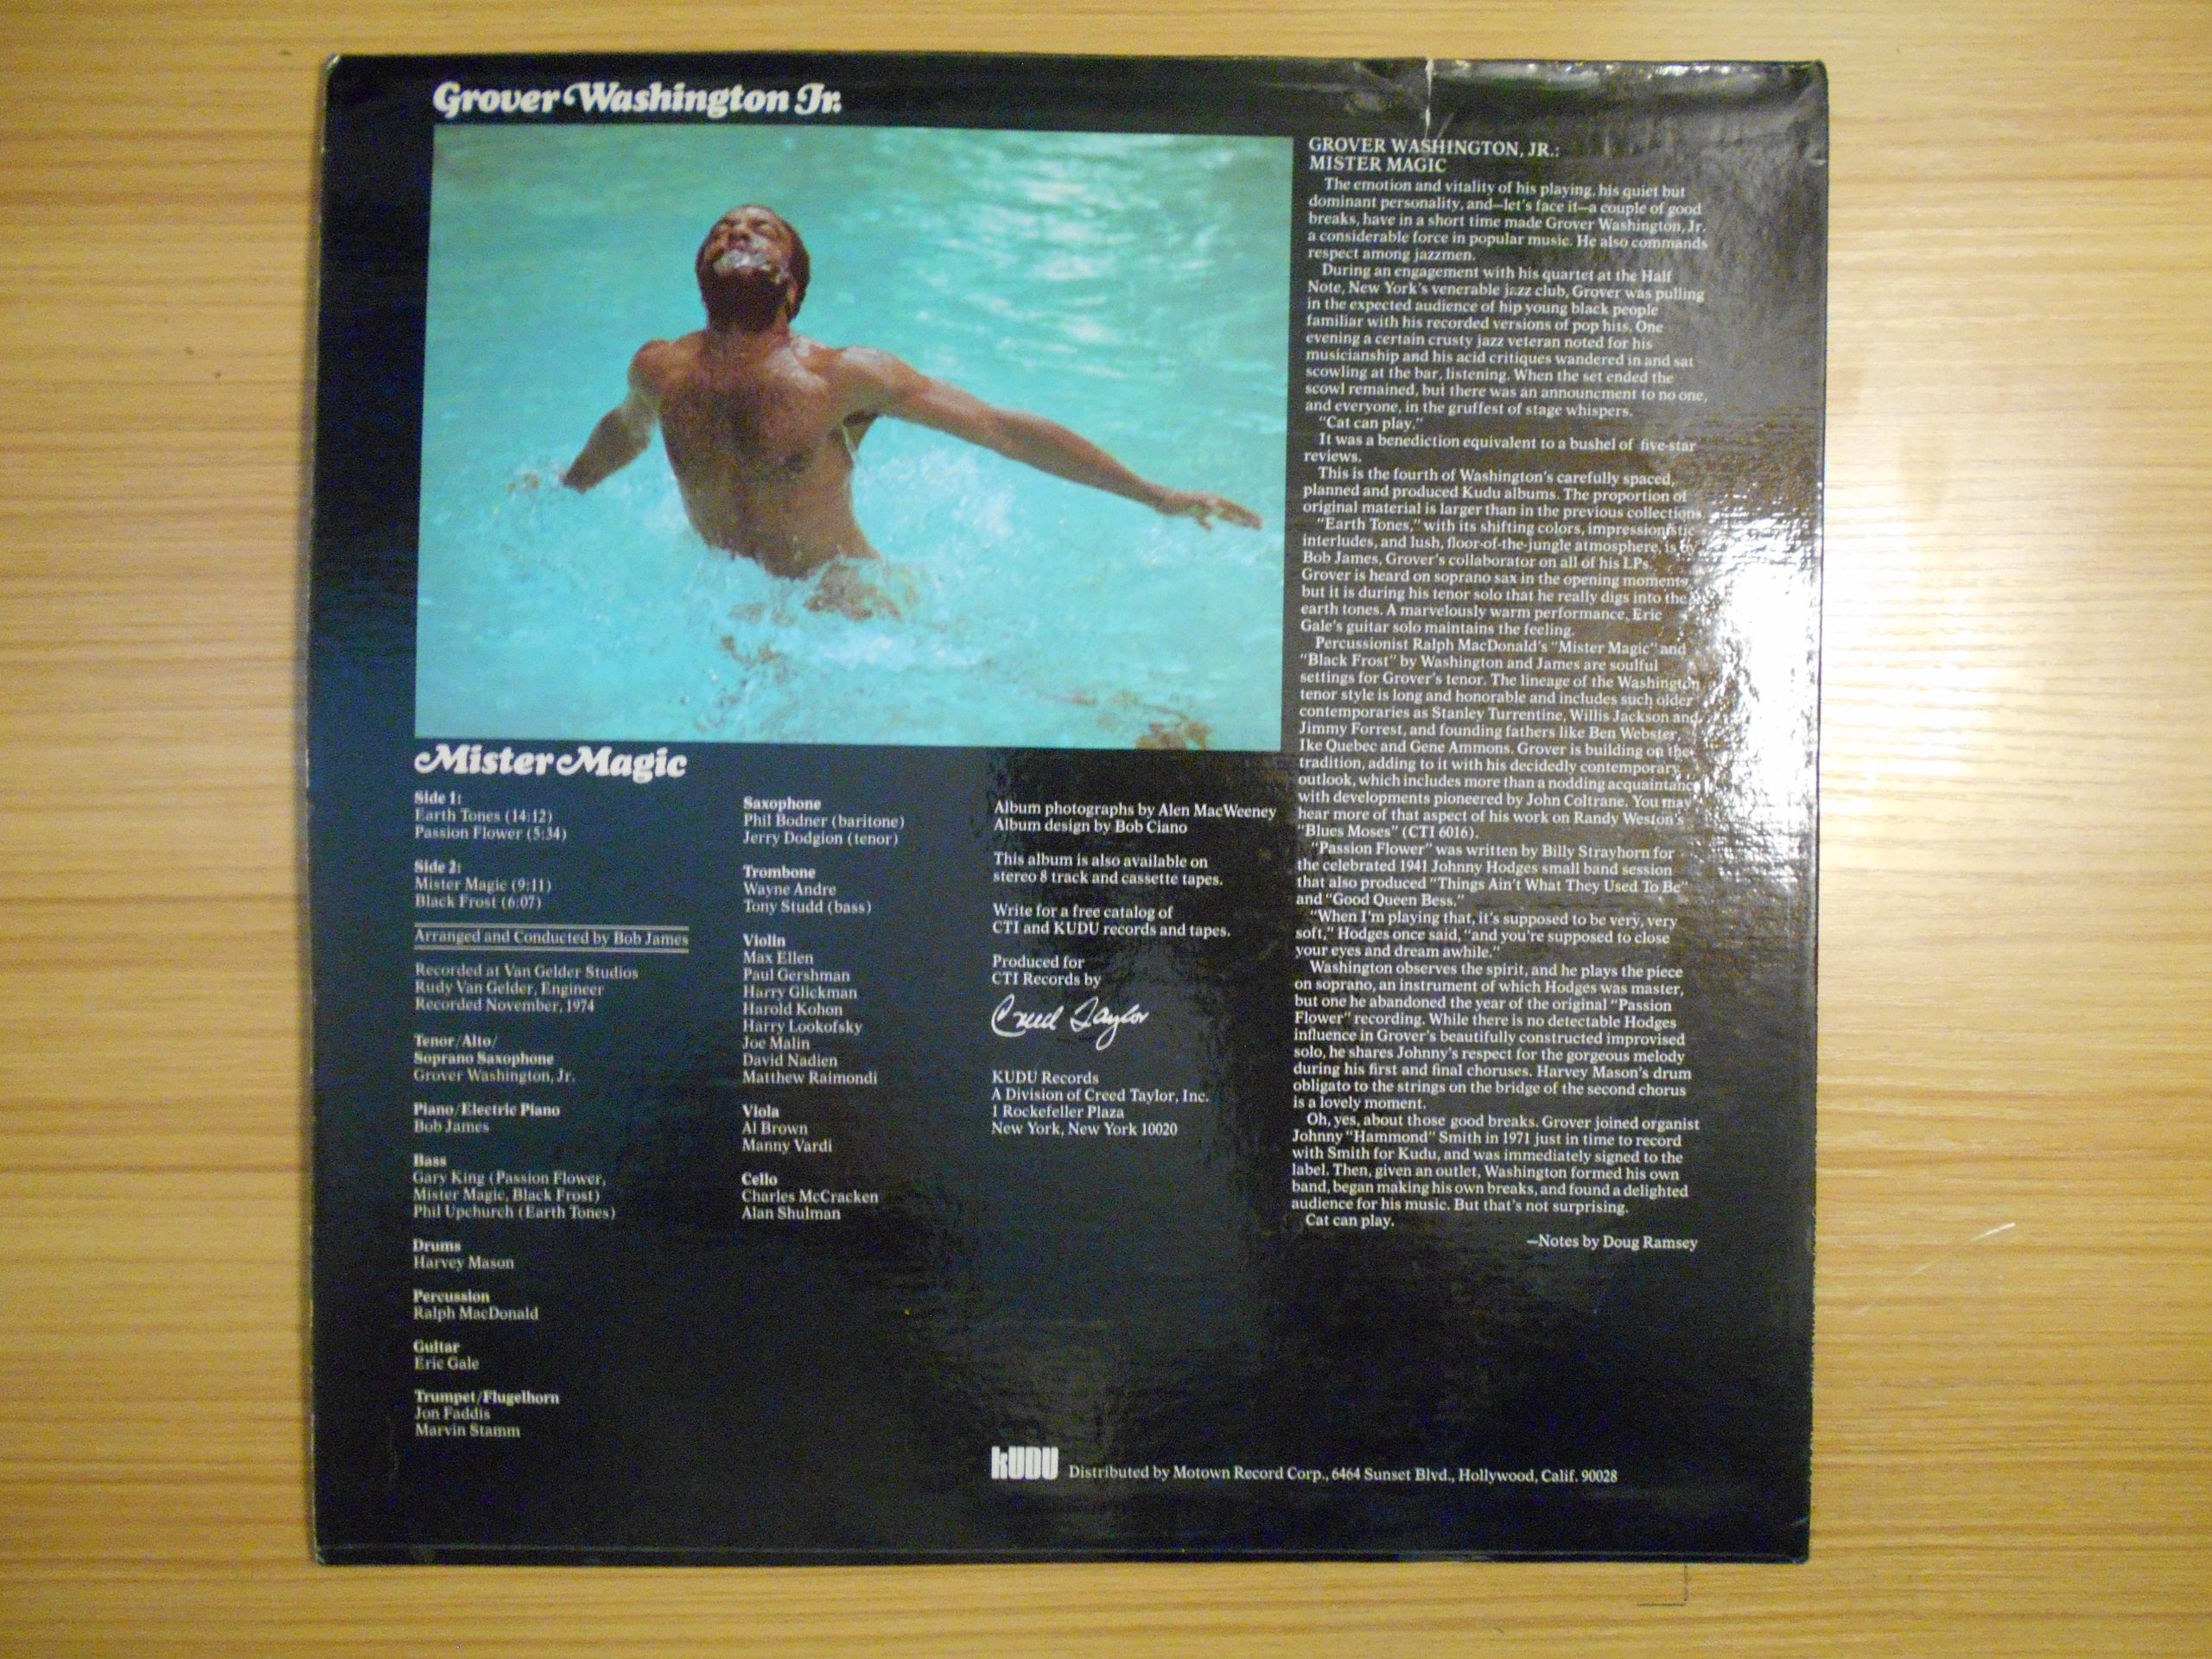 Grover Washington Jr.
Mister Magic
Side 1:
Earth Tones (14:12)
Passion Flower (5:34)
Side 2:
Mister Magic (9:11)
Black Frost (6:07)
Arranged and Conducted by Bob James
Recorded at Van Gelder Studios
Rudy Van Gelder, Engineer
Recorded November, 1974
Tenor/Alto/
Soprano Saxophone
Grover Washington, Jr.
Piano/Electric Piano
Bob James
Bass
Gary King (Passion Flower,
Mister Magic, Black Frost)
Phil Upchurch (Earth Tones)
Drums
Harvey Mason
Percussion
Ralph MacDonald
Guitar
Eric Gale
Trumpet/Flugelhorn
Jon Faddis
Marvin Stamm
Saxophone
Phil Bodner (baritone)
Jerry Dodgion (tenor)
Trombone
Wayne Andre
Tony Studd (bass)
Violin
Max Ellen
Paul Gershman
Harry Glickman
Harold Kohon
Harry Lookofsky
Joe Malin
David Nadien
Matthew Raimondi
Viola
Al Brown
Manny Vardi
Cello
Charles McCracken
Alan Shulman
Album photographs by Alen MacWeeney
Album design by Bob Ciano
This album is also available on
stereo 8 track and cassette tapes.
Write for a free catalog of
CTI and KUDU records and tapes.
Produced for
CTI Records by
Creed Taylor
KUDU Records
A Division of Creed Taylor, Inc.
1 Rockefeller Plaza
New York, New York 10020
GROVER WASHINGTON, JR.:
MISTER MAGIC
The emotion and vitality of his playing, his quiet but
dominant personality, and—let's face it—a couple of good
breaks, have in a short time made Grover Washington, Jr.
a considerable force in popular music. He also commands
respect among jazzmen.
During an engagement with his quartet at the Half
Note, New York's venerable jazz club, Grover was pulling
in the expected audience of hip young black people
familiar with his recorded versions of pop hits. One
evening a certain crusty jazz veteran noted for his
musicianship and his acid critiques wandered in and sat
scowling at the bar, listening. When the set ended the
scowl remained, but there was an announcment to no one,
and everyone, in the gruffest of stage whispers.
"Cat can play."
It was a benediction equivalent to a bushel of five-star
reviews.
This is the fourth of Washington's carefully spaced,
planned and produced Kudu albums. The proportion of
original material is larger than in the previous collections.
"Earth Tones," with its shifting colors, impressionistic
interludes, and lush, floor-of-the-jungle atmosphere, is by
Bob James, Grover's collaborator on all of his LPs.
Grover is heard on soprano sax in the opening moments,
but it is during his tenor solo that he really digs into the
earth tones. A marvelously warm performance, Eric
Gale's guitar solo maintains the feeling.
Percussionist Ralph MacDonald's "Mister Magic" and
"Black Frost" by Washington and James are soulful
settings for Grover's tenor. The lineage of the Washington
tenor style is long and honorable and includes such older
contemporaries as Stanley Turrentine, Willis Jackson and
Jimmy Forrest, and founding fathers like Ben Webster,
Ike Quebec and Gene Ammons. Grover is building on the
tradition, adding to it with his decidedly contemporary
outlook, which includes more than a nodding acquaintance
with developments pioneered by John Coltrane. You may
hear more of that aspect of his work on Randy Weston's
"Blues Moses" (CTI 6016).
"Passion Flower" was written by Billy Strayhorn for
the celebrated 1941 Johnny Hodges small band session
that also produced "Things Ain't What They Used To Be"
and "Good Queen Bess."
"When I'm playing that, it's supposed to be very, very
soft," Hodges once said, "and you're supposed to close
your eyes and dream awhile."
Washington observes the spirit, and he plays the piece
on soprano, an instrument of which Hodges was master,
but one he abandoned the year of the original "Passion
Flower" recording. While there is no detectable Hodges
influence in Grover's beautifully constructed improvised
solo, he shares Johnny's respect for the gorgeous melody
during his first and final choruses. Harvey Mason's drum
obligato to the strings on the bridge of the second chorus
is a lovely moment.
Oh, yes, about those good breaks. Grover joined organist
Johnny "Hammond" Smith in 1971 just in time to record
with Smith for Kudu, and was immediately signed to the
label. Then, given an outlet, Washington formed his own
band, began making his own breaks, and found a delighted
audience for his music. But that's not surprising.
Cat can play.
—Notes by Doug Ramsey
KUDU Distributed by Motown Record Corp., 6464 Sunset Blvd., Hollywood, Calif. 90028